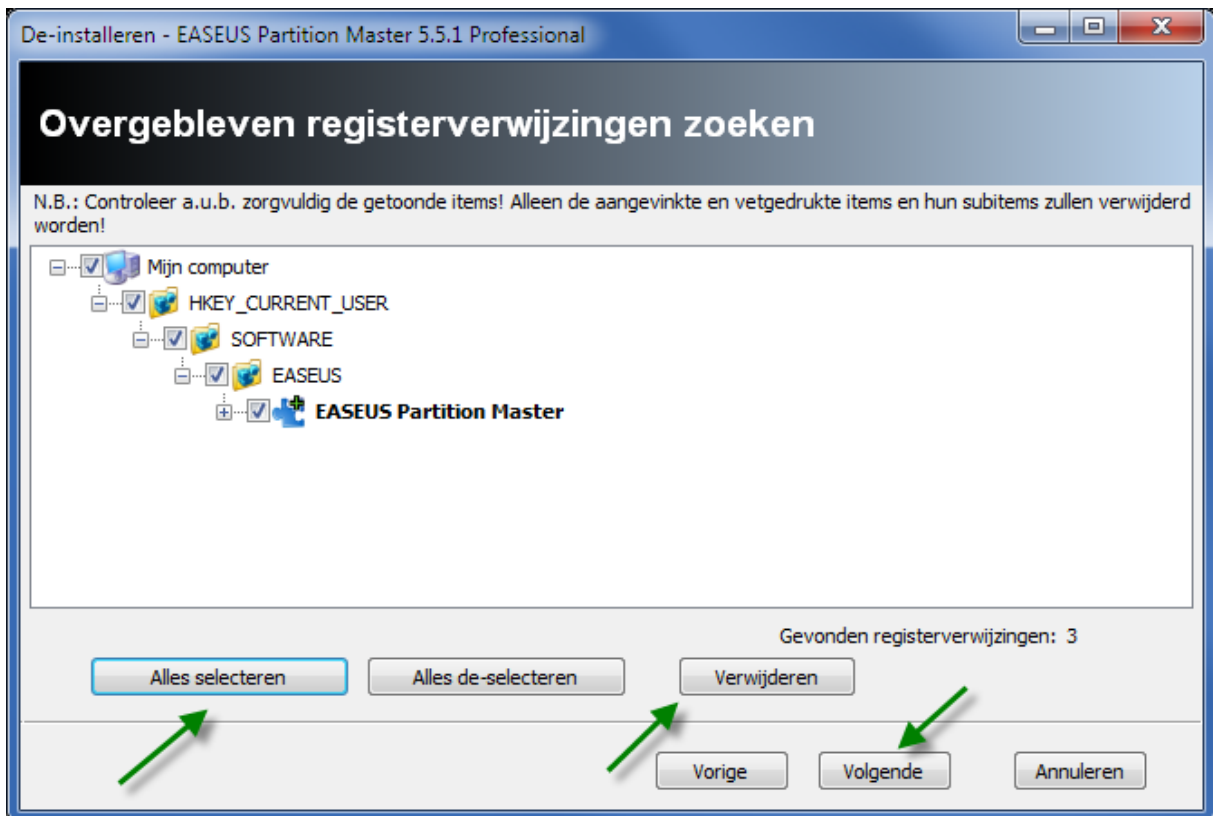 De-installeren - EASEUS Partition Master 5.5.1 Professional
Overgebleven registerverwijzingen zoeken
N.B.: Controleer a.u.b. zorgvuldig de getoonde items! Alleen de aangevinkte en vetgedrukte items en hun subitems zullen verwijderd
worden!
Mijn computer
HKEY_CURRENT_USER
SOFTWARE
EASEUS
EASEUS Partition Master
Gevonden registerverwijzingen: 3
Alles selecteren Alles de-selecteren Verwijderen
Vorige Volgende Annuleren